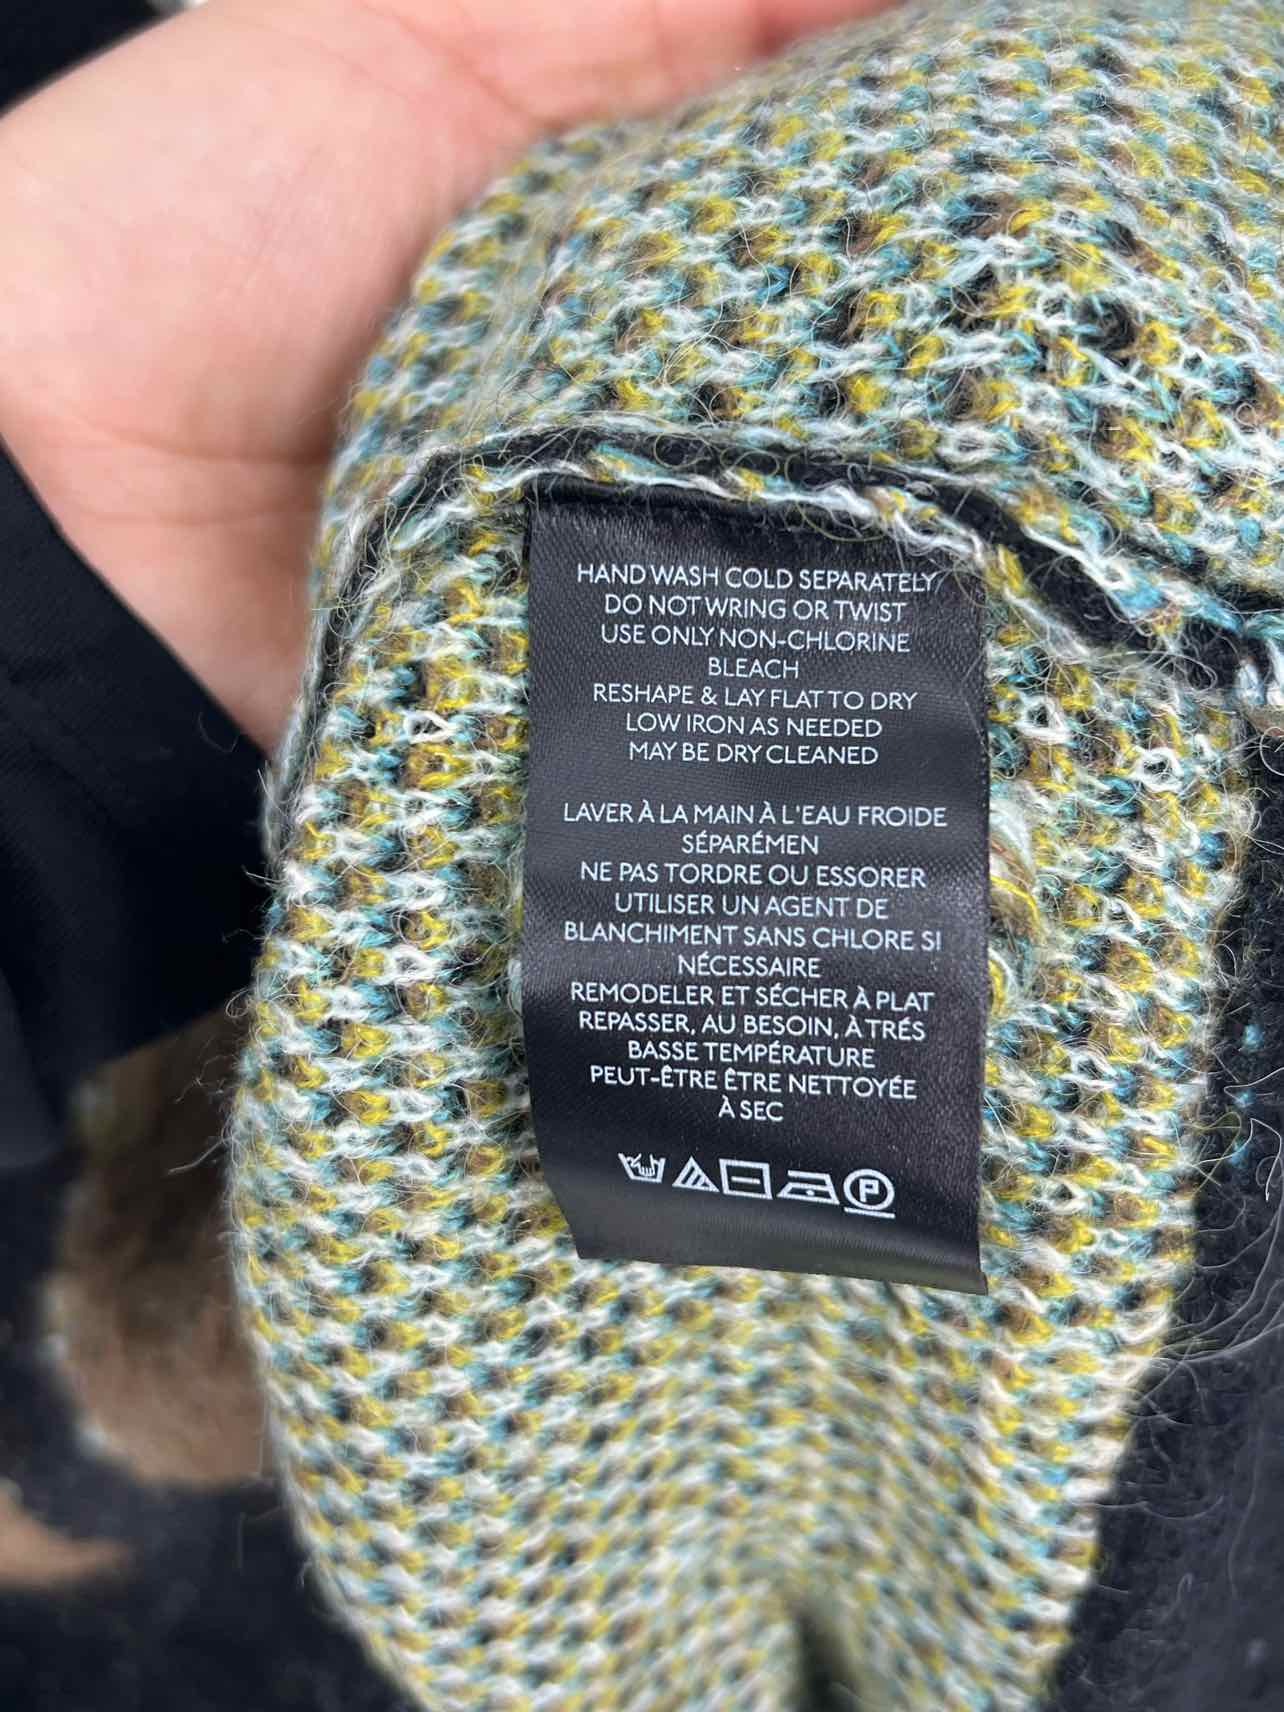 HAND WASH COLD SEPARATELY
DO NOT WRING OR TWIST
USE ONLY NON-CHLORINE
BLEACH
RESHAPE & LAY FLAT TO DRY
LOW IRON AS NEEDED
MAY BE DRY CLEANED
LAVER À LA MAIN À L'EAU FROIDE
SÉPARÉMEN
NE PAS TORDRE OU ESSORER
UTILISER UN AGENT DE
BLANCHIMENT SANS CHLORE SI
NÉCESSAIRE
REMODELER ET SÉCHER À PLAT
REPASSER, AU BESOIN, À TRÉS
BASSE TEMPÉRATURE
PEUT-ÊTRE ÊTRE NETTOYÉE
À SEC
P